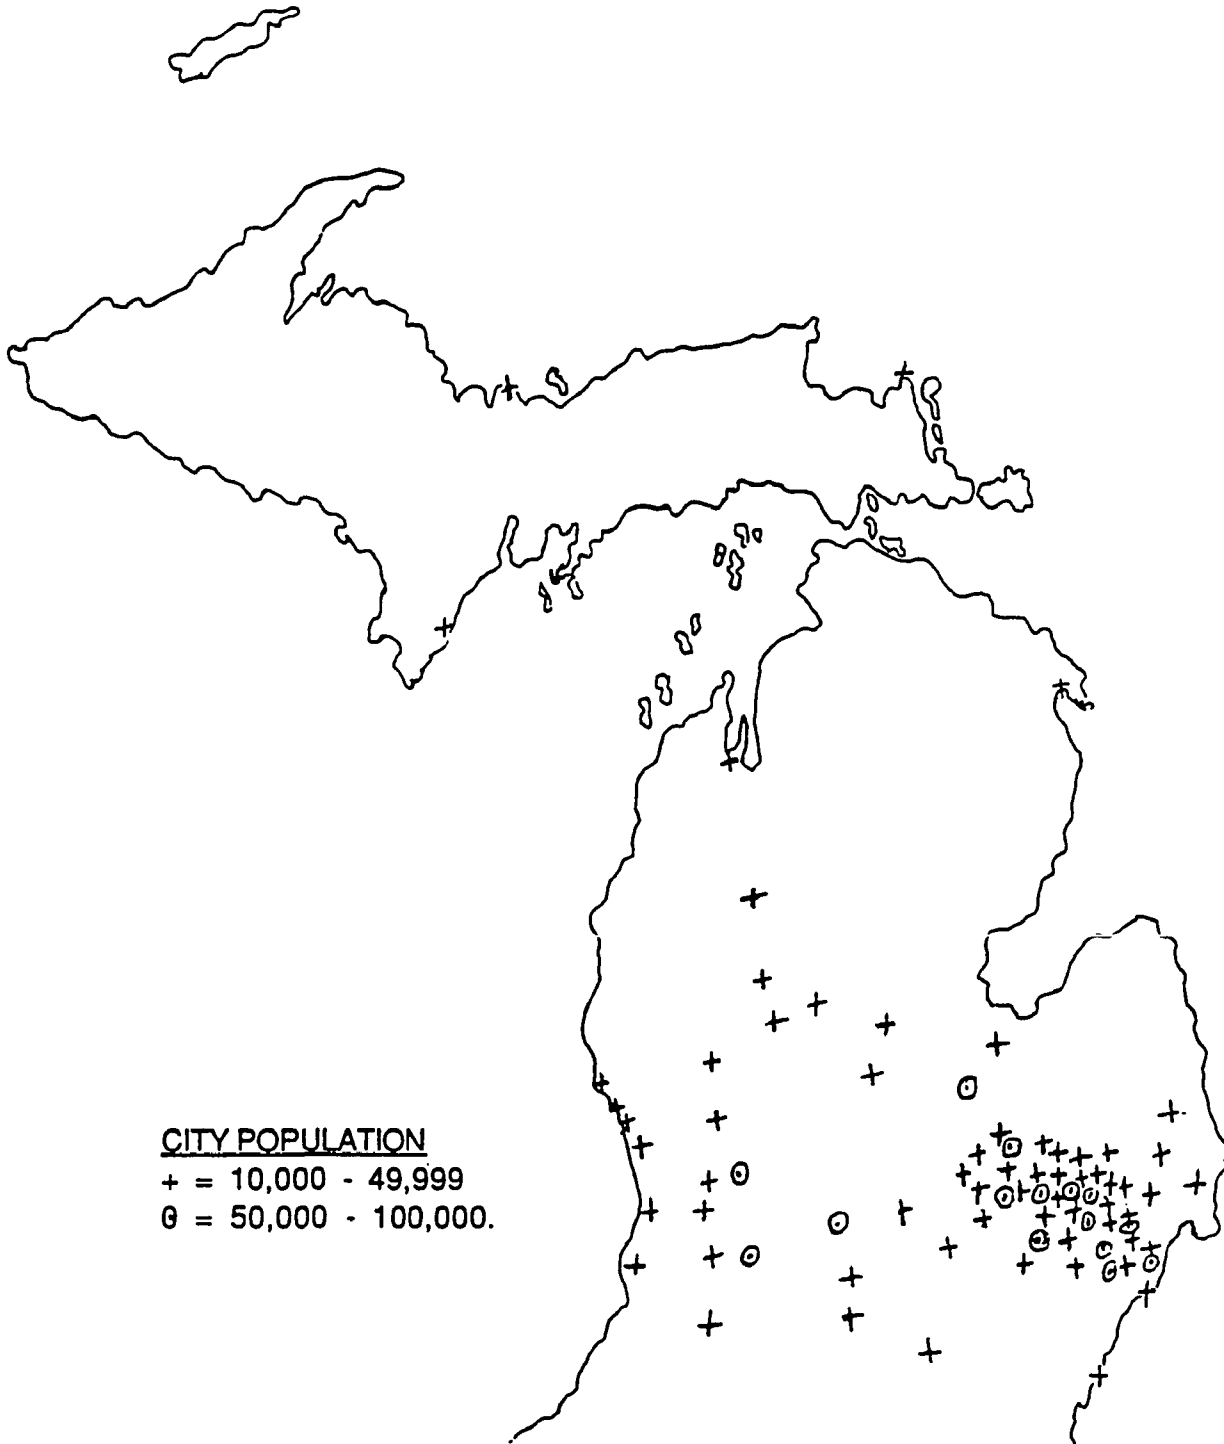 CITY POPULATION
+ = 10,000 - 49,999
⊙ = 50,000 - 100,000.